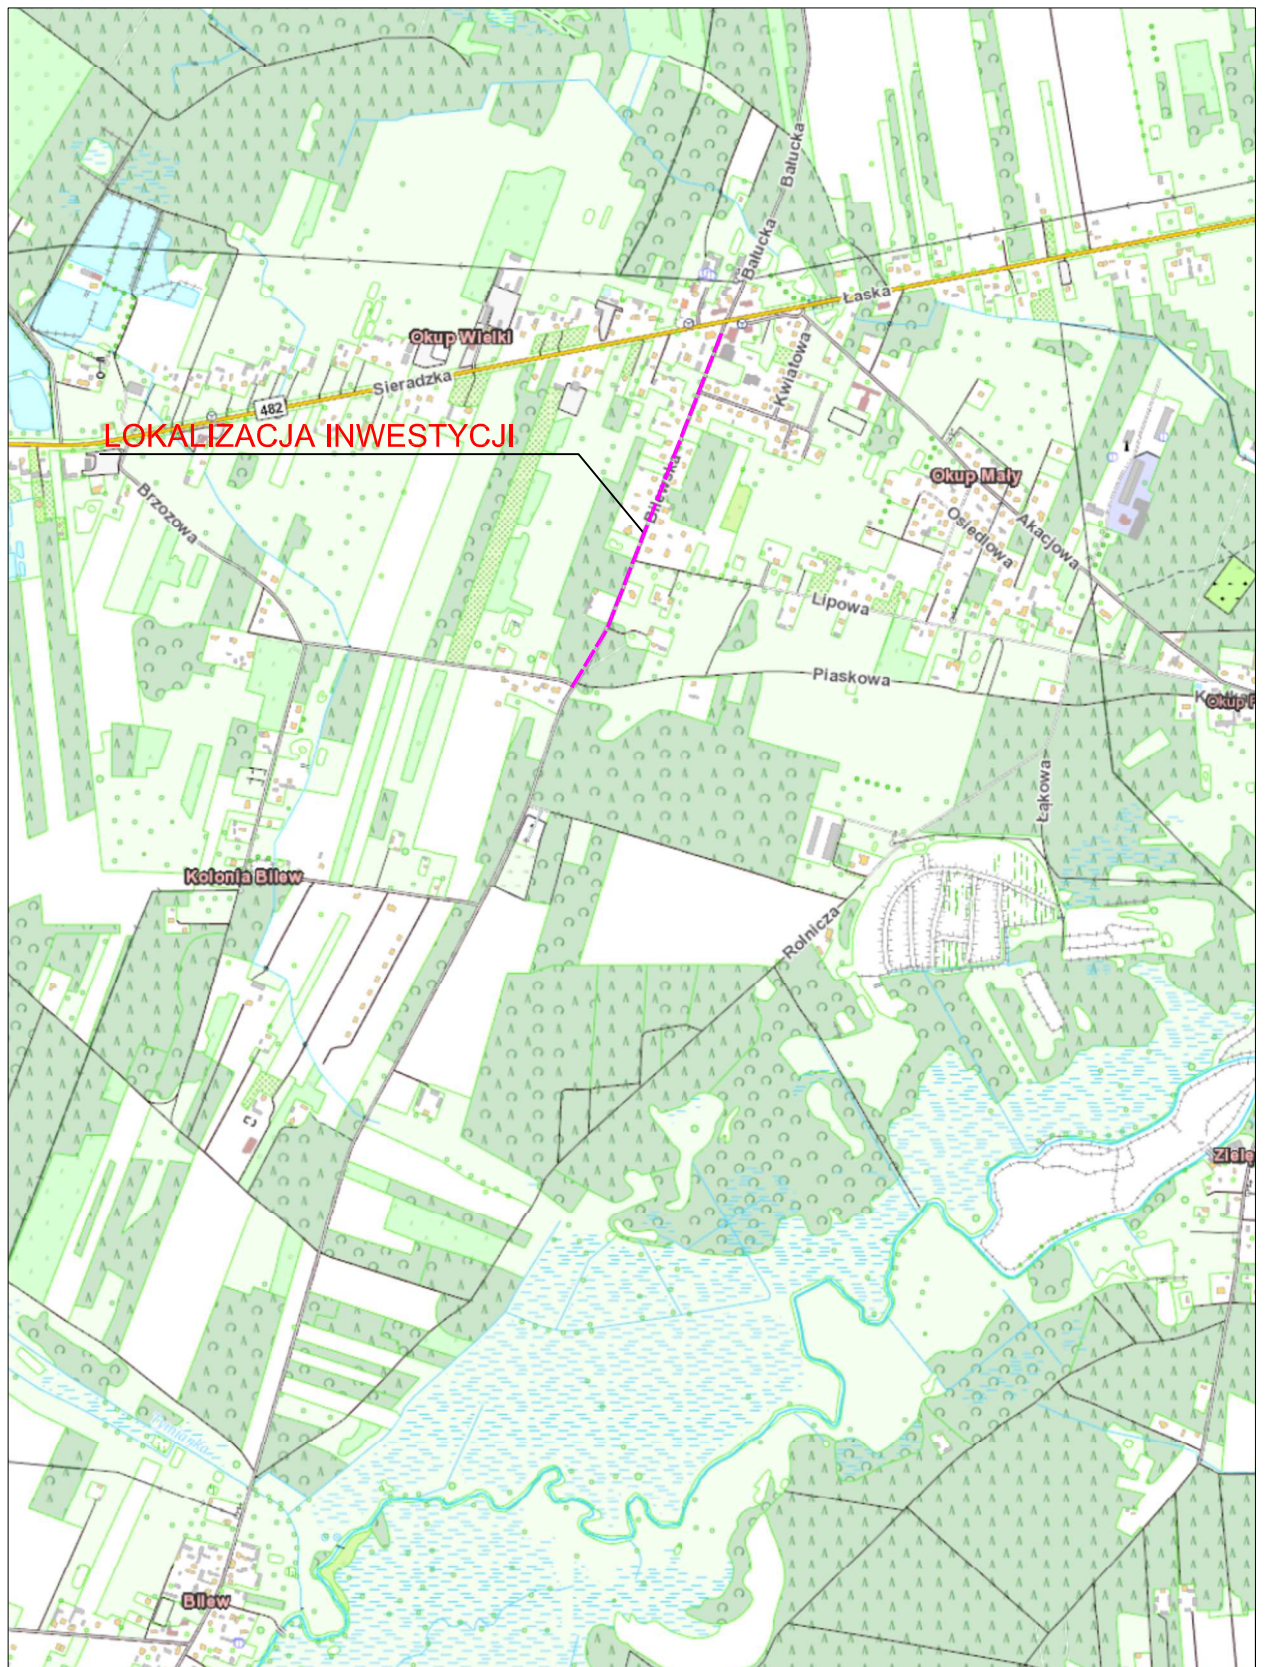 Bałucka
Bałucka
Łaska
Okup Wielki
Kwiatowa
Sieradzka
482
LOKALIZACJA INWESTYCJI
Bilewska
Okup Mały
Brzozowa
Osiedlowa
Akacjowa
Lipowa
Piaskowa
Okup P
Łąkowa
Kolonia Bilew
Rolnicza
Zielę
Bilew